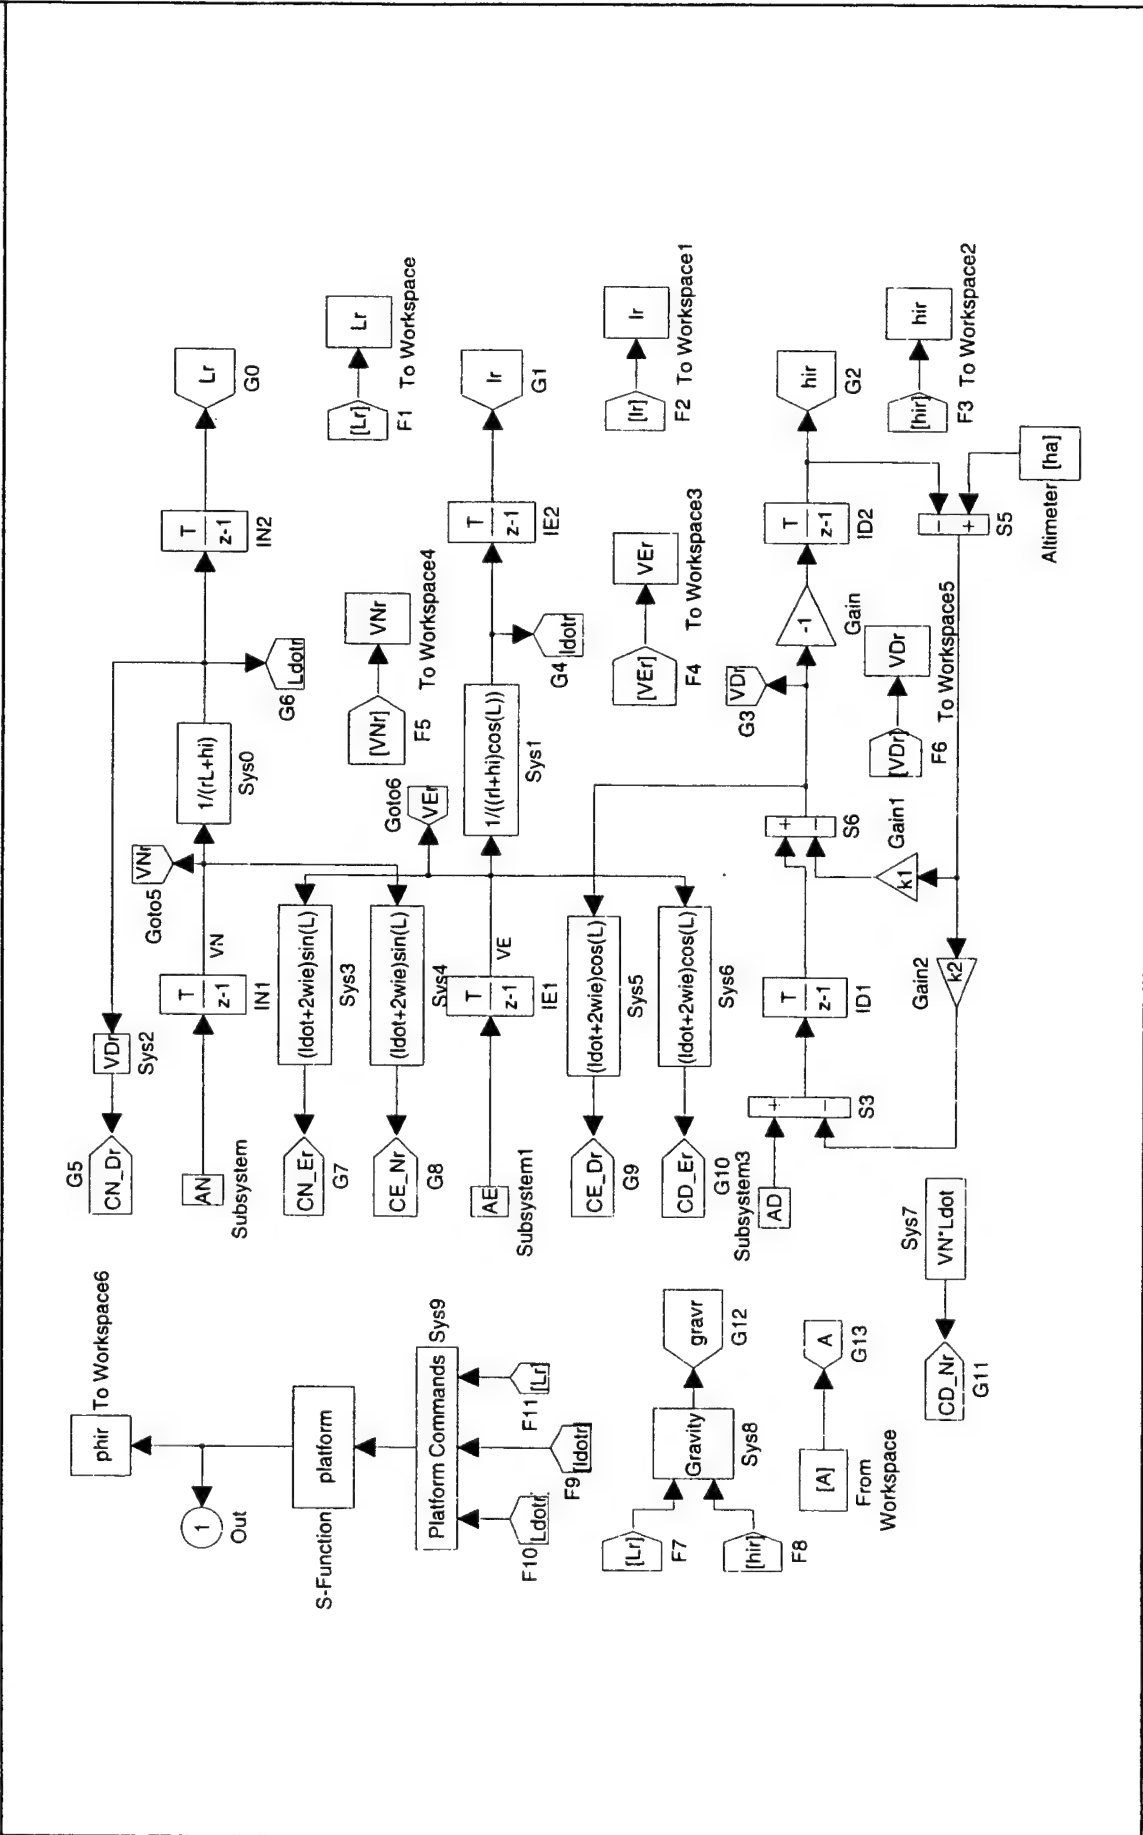 S-Function
platform
1
Out
phir
To Workspace6
F10
Ldotr
F9
[ldotr]
F11
[Lr]
Platform Commands
Sys9
[Lr]
F7
[hir]
F8
Gravity
Sys8
gravr
G12
[A]
From
Workspace
A
G13
CD_Nr
G11
Sys7
VN*Ldot
G5
CN_Dr
VDr
Sys2
AN
Subsystem
T
z-1
IN1
VN
Goto5
VNr
1/(rL+hi)
Sys0
G6
Ldotr
T
z-1
IN2
Lr
G0
CN_Er
G7
(ldot+2wie)sin(L)
Sys3
CE_Nr
G8
(ldot+2wie)sin(L)
Sys4
[VNr]
F5
VNr
To Workspace4
[Lr]
F1
Lr
To Workspace
AE
Subsystem1
T
z-1
IE1
VE
Goto6
VEr
1/((rl+hi)cos(L))
Sys1
G4
ldotr
T
z-1
IE2
lr
G1
CE_Dr
G9
(ldot+2wie)cos(L)
Sys5
CD_Er
G10
(ldot+2wie)cos(L)
Sys6
[VEr]
F4
VEr
To Workspace3
[lr]
F2
lr
To Workspace1
Subsystem3
AD
+
−
S3
T
z-1
ID1
+
−
S6
G3
VDr
-1
Gain
T
z-1
ID2
hir
G2
k1
Gain1
Gain2
k2
[VDr]
F6
VDr
To Workspace5
[hir]
F3
hir
To Workspace2
−
+
S5
Altimeter
[ha]